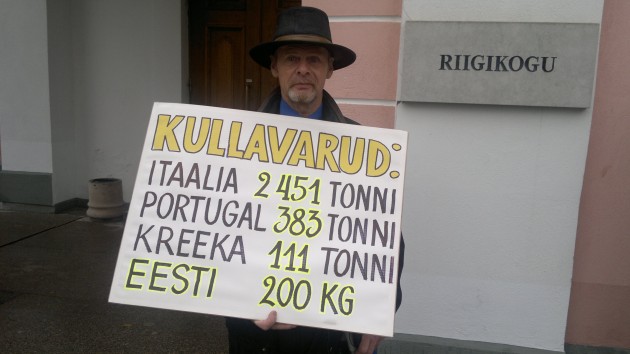 RIIGIKOGU
KULLAVARUD:
ITAALIA 2 451 TONNI
PORTUGAL 383 TONNI
KREEKA 111 TONNI
EESTI 200 KG